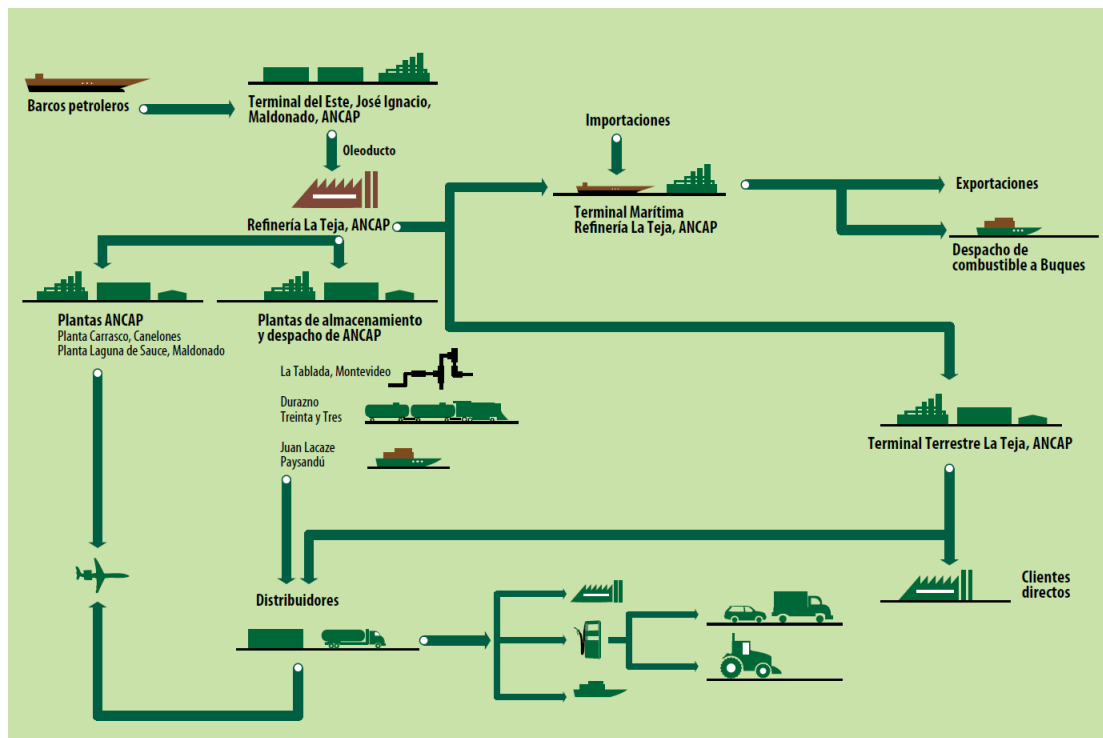 Barcos petroleros
Terminal del Este, José Ignacio,
Maldonado, ANCAP
Oleoducto
Refinería La Teja, ANCAP
Importaciones
Terminal Marítima
Refinería La Teja, ANCAP
Exportaciones
Despacho de
combustible a Buques
Plantas ANCAP
Planta Carrasco, Canelones
Planta Laguna de Sauce, Maldonado
Plantas de almacenamiento
y despacho de ANCAP
La Tablada, Montevideo
Durazno
Treinta y Tres
Juan Lacaze
Paysandú
Terminal Terrestre La Teja, ANCAP
Clientes
directos
Distribuidores